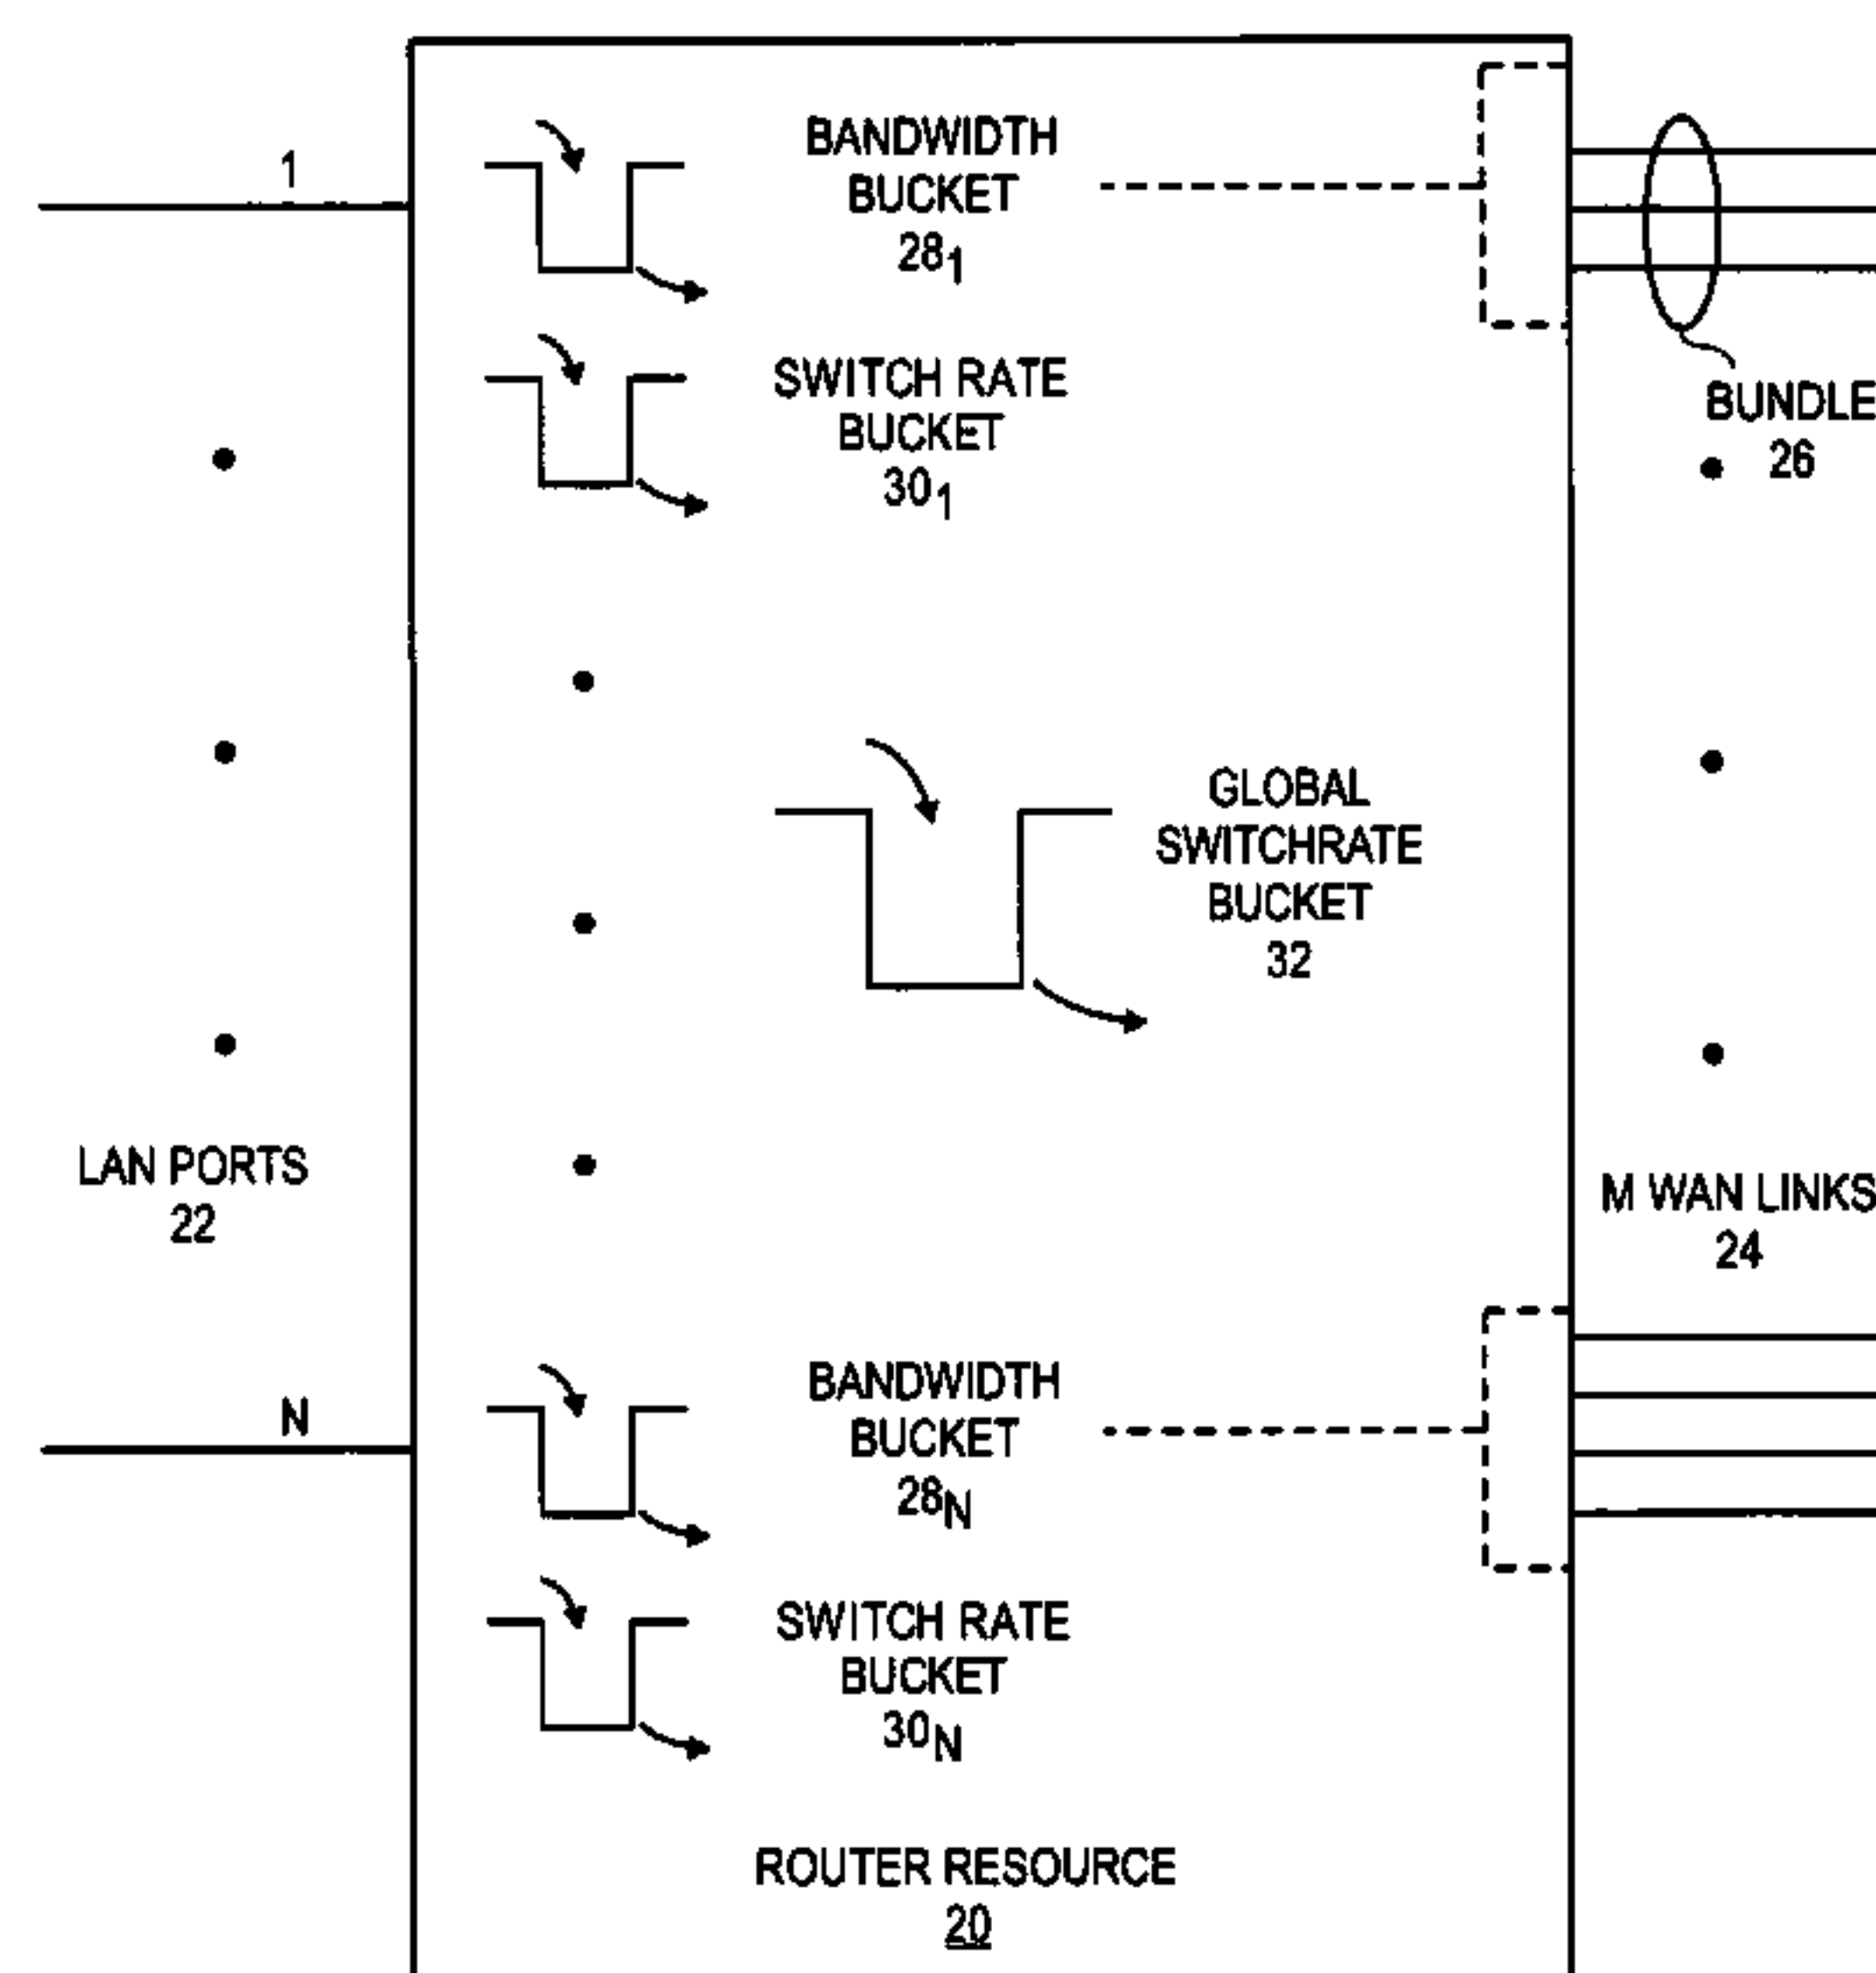 1
BANDWIDTH
BUCKET
28₁
SWITCH RATE
BUCKET
30₁
BUNDLE
26
GLOBAL
SWITCHRATE
BUCKET
32
LAN PORTS
22
M WAN LINKS
24
N
BANDWIDTH
BUCKET
28N
SWITCH RATE
BUCKET
30N
ROUTER RESOURCE
20